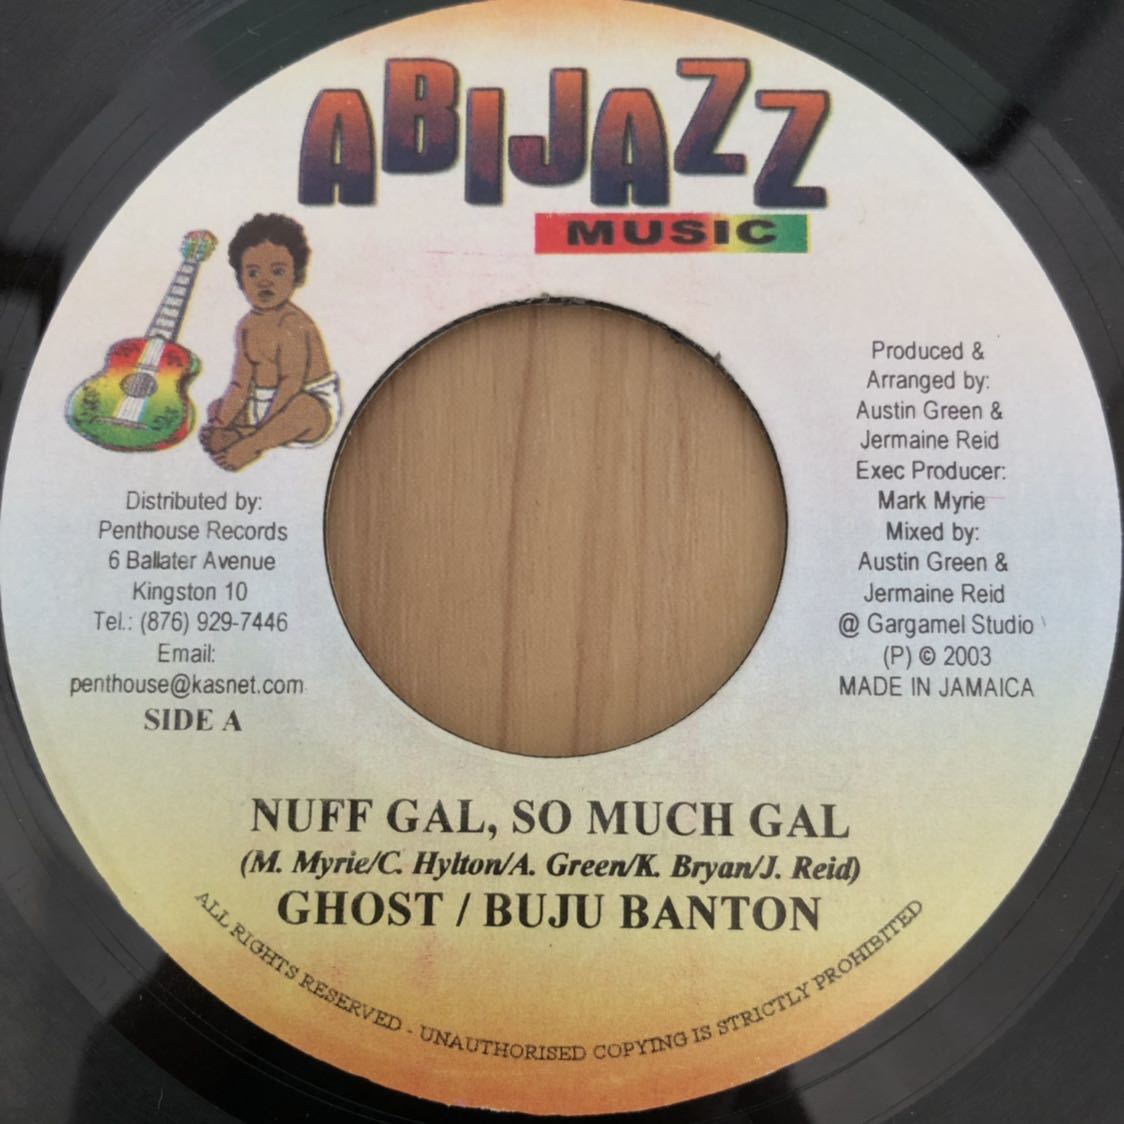 ABIJAZZ
MUSIC
Distributed by:
Penthouse Records
6 Ballater Avenue
Kingston 10
Tel.: (876) 929-7446
Email:
penthouse@kasnet.com
SIDE A
Produced &
Arranged by:
Austin Green &
Jermaine Reid
Exec Producer:
Mark Myrie
Mixed by:
Austin Green &
Jermaine Reid
@ Gargamel Studio
(P) © 2003
MADE IN JAMAICA
NUFF GAL, SO MUCH GAL
(M. Myrie/C. Hylton/A. Green/K. Bryan/J. Reid)
GHOST / BUJU BANTON
ALL RIGHTS RESERVED - UNAUTHORISED COPYING IS STRICTLY PROHIBITED